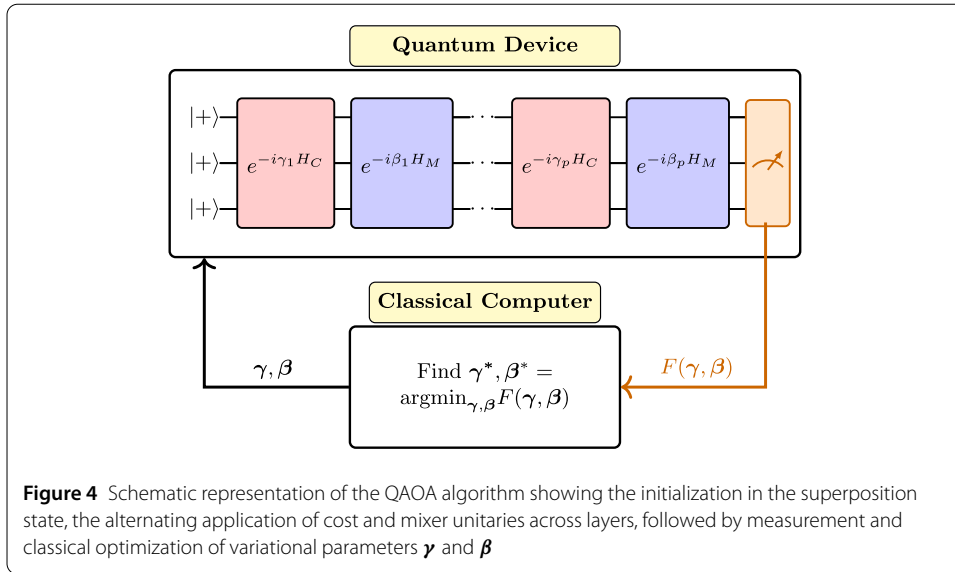 Quantum Device
|+⟩ |+⟩ |+⟩
e^{-iγ_1 H_C} e^{-iβ_1 H_M} ··· ··· e^{-iγ_p H_C} e^{-iβ_p H_M}
Classical Computer
γ, β
Find γ*, β* =
argmin_{γ,β} F(γ, β)
F(γ, β)
Figure 4 Schematic representation of the QAOA algorithm showing the initialization in the superposition
state, the alternating application of cost and mixer unitaries across layers, followed by measurement and
classical optimization of variational parameters γ and β